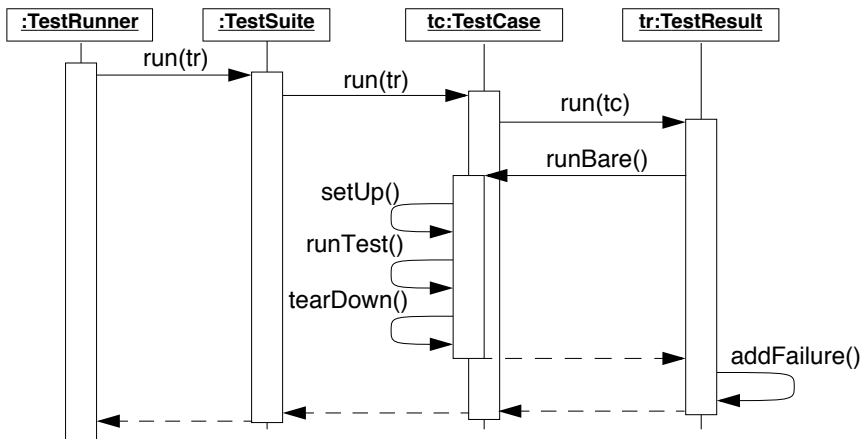 :TestRunner
:TestSuite
tc:TestCase
tr:TestResult
run(tr)
run(tr)
run(tc)
runBare()
setUp()
runTest()
tearDown()
addFailure()